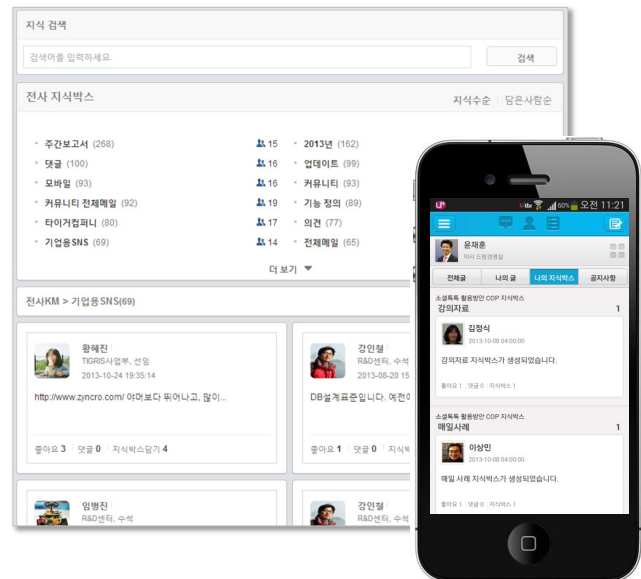 지식 검색
검색어를 입력하세요.
검색
전사 지식박스
지식수순 담은사람순
주간보고서 (268) 15
댓글 (100) 16
모바일 (93) 16
커뮤니티 전체메일 (92) 19
타이거컴퍼니 (80) 17
기업용SNS (69) 14
2013년 (162)
업데이트 (99)
커뮤니티 (93)
기능 정의 (89)
의견 (77)
전체메일 (65)
더 보기 ▼
전사KM > 기업용SNS(69)
황혜진
TIGRIS사업부, 선임
2013-10-24 19:35:14
http://www.zyncro.com/ 야머보다 뛰어나고, 많이...
좋아요 3 댓글 0 지식박스담기 4
강인철
R&D센터, 수석
2013-08-20 15
DB설계표준입니다. 예전에
좋아요 1 댓글 0 지식박
임병진
R&D센터, 수석
강인철
R&D센터, 수석
60% 오전 11:21
윤재훈
전체글 나의 글 나의 지식박스 공지사항
소셜톡톡 활용방안 COP 지식박스
강의자료 1
김정식
2013-10-09 04:00:00
강의자료 지식박스가 생성되었습니다.
좋아요 1 댓글 0 지식박스 1
소셜톡톡 활용방안 COP 지식박스
매일사례 1
이상민
2013-10-08 04:00:00
매일 사례 지식박스가 생성되었습니다.
좋아요 1 댓글 0 지식박스 1